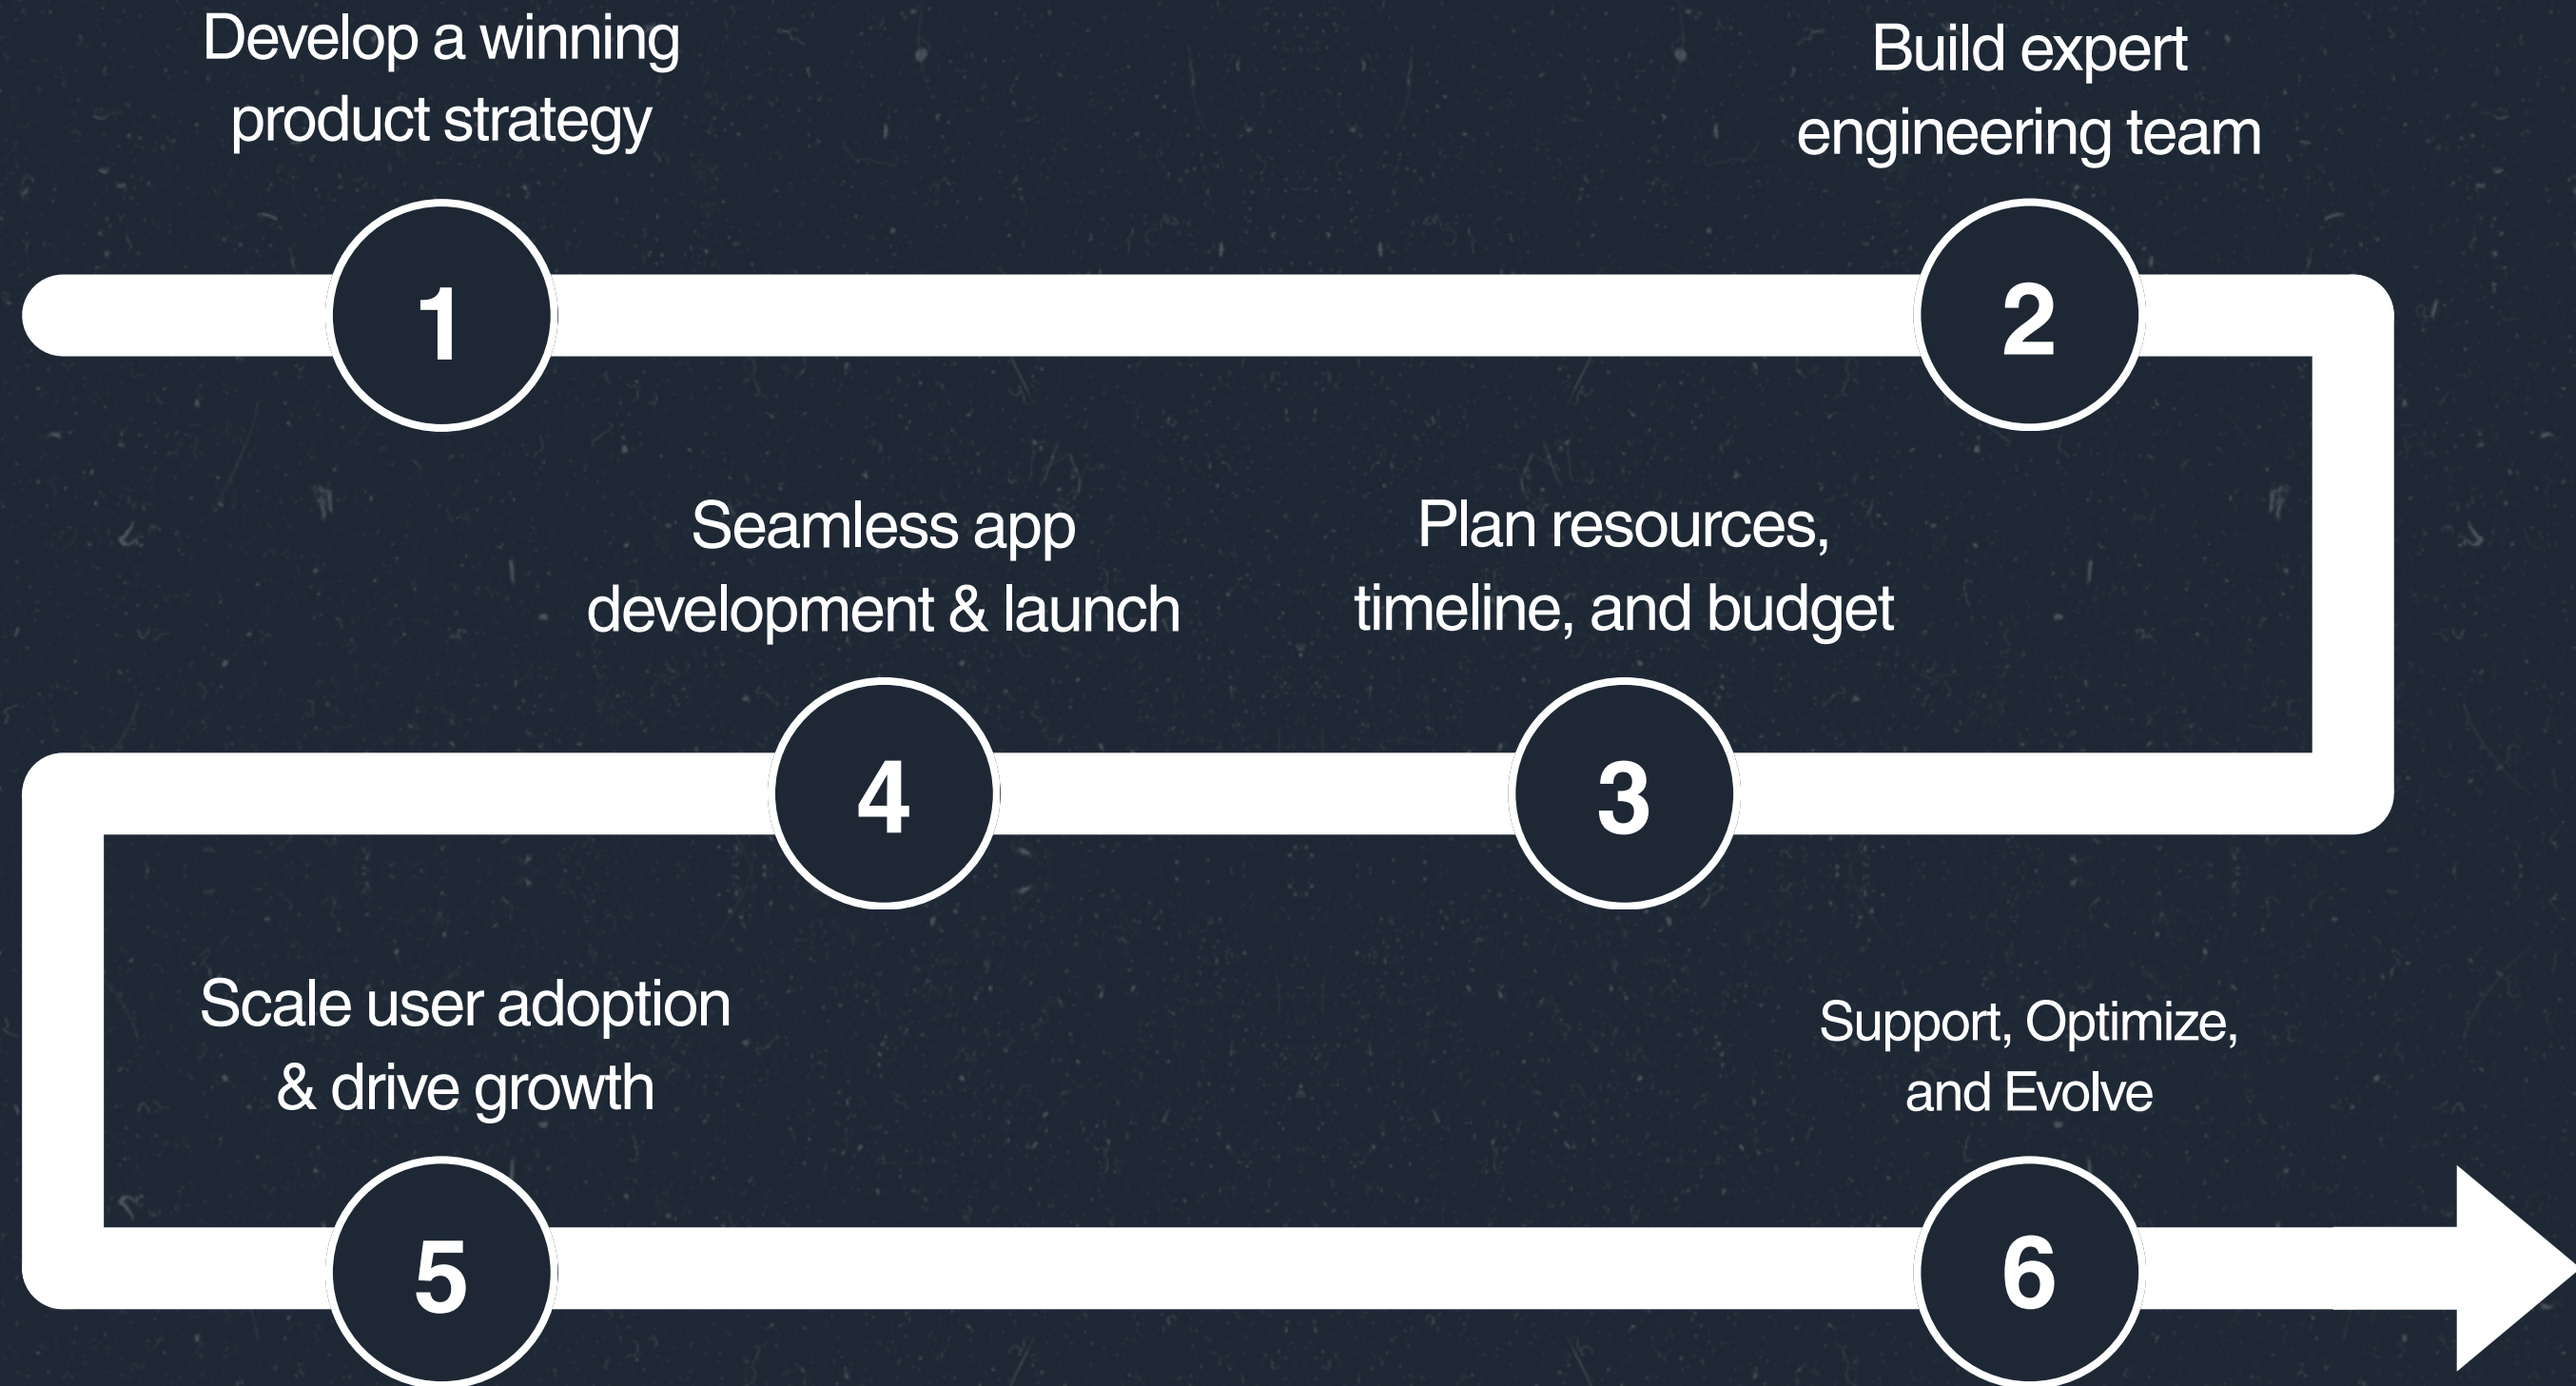 Develop a winning
product strategy
1
Build expert
engineering team
2
Plan resources,
timeline, and budget
3
Seamless app
development & launch
4
Scale user adoption
& drive growth
5
Support, Optimize,
and Evolve
6